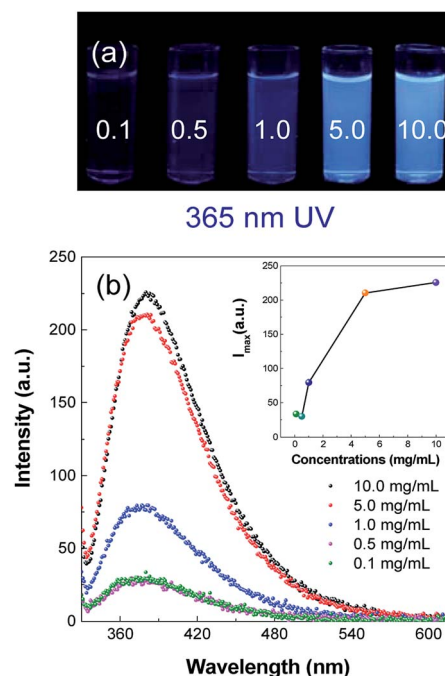 (a)
0.1 0.5 1.0 5.0 10.0
365 nm UV
(b)
Intensity (a.u.)
250
200
150
100
50
0
360 420 480 540 600
Wavelength (nm)
I_max(a.u.)
250
200
150
100
50
0
0 2 4 6 8 10
Concentrations (mg/mL)
10.0 mg/mL
5.0 mg/mL
1.0 mg/mL
0.5 mg/mL
0.1 mg/mL